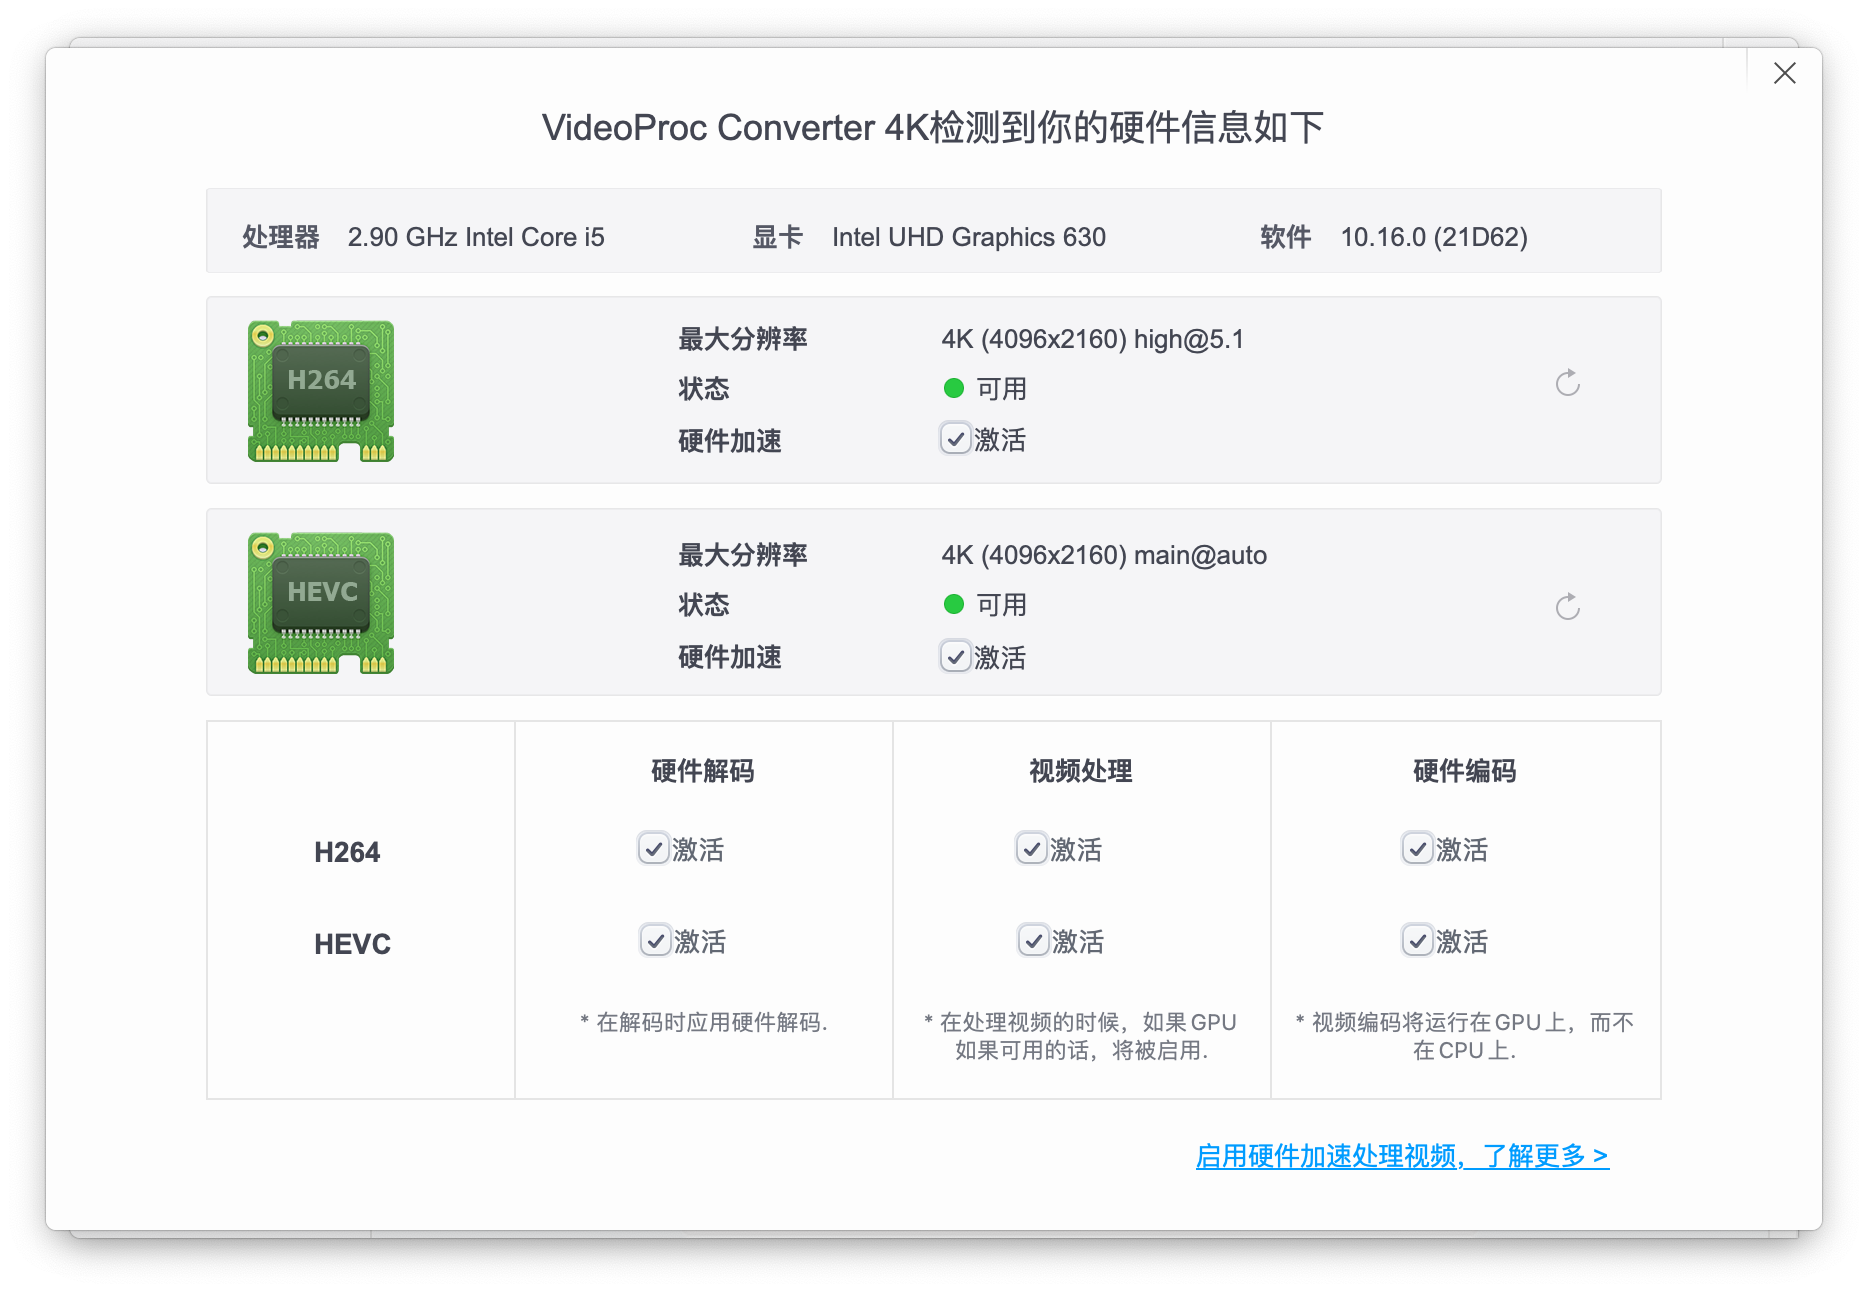 VideoProc Converter 4K检测到你的硬件信息如下
处理器 2.90 GHz Intel Core i5 显卡 Intel UHD Graphics 630 软件 10.16.0 (21D62)
H264
最大分辨率 4K (4096x2160) high@5.1
状态 可用
硬件加速 激活
HEVC
最大分辨率 4K (4096x2160) main@auto
状态 可用
硬件加速 激活
硬件解码 视频处理 硬件编码
H264 激活 激活 激活
HEVC 激活 激活 激活
* 在解码时应用硬件解码.
* 在处理视频的时候，如果GPU
如果可用的话，将被启用.
* 视频编码将运行在GPU上，而不
在CPU上.
启用硬件加速处理视频，了解更多 >